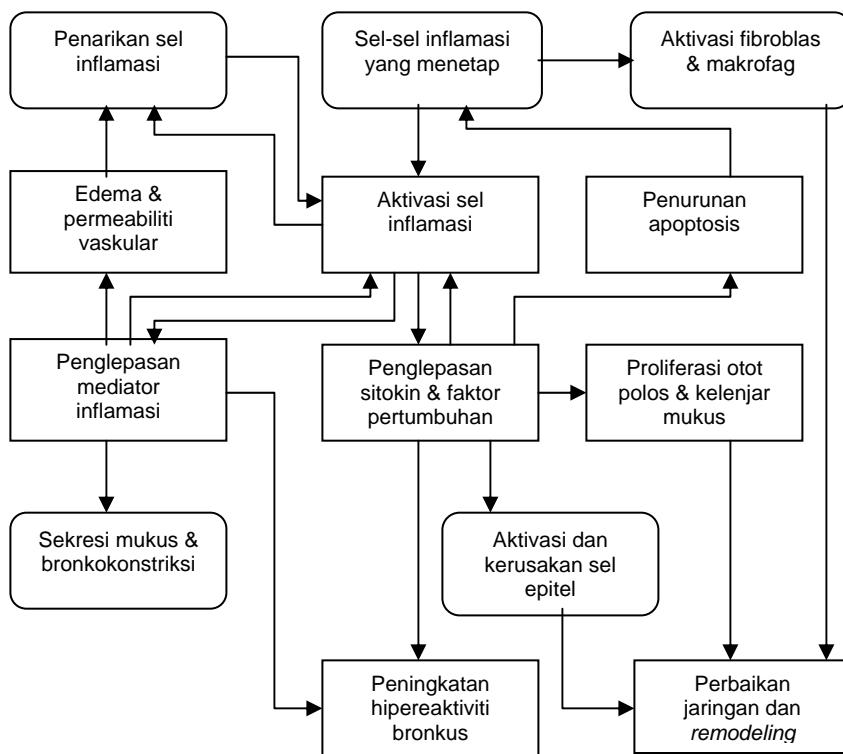 Penarikan sel
inflamasi
Sel-sel inflamasi
yang menetap
Aktivasi fibroblas
& makrofag
Edema &
permeabiliti
vaskular
Aktivasi sel
inflamasi
Penurunan
apoptosis
Penglepasan
mediator
inflamasi
Penglepasan
sitokin & faktor
pertumbuhan
Proliferasi otot
polos & kelenjar
mukus
Sekresi mukus &
bronkokonstriksi
Aktivasi dan
kerusakan sel
epitel
Peningkatan
hipereaktiviti
bronkus
Perbaikan
jaringan dan
remodeling